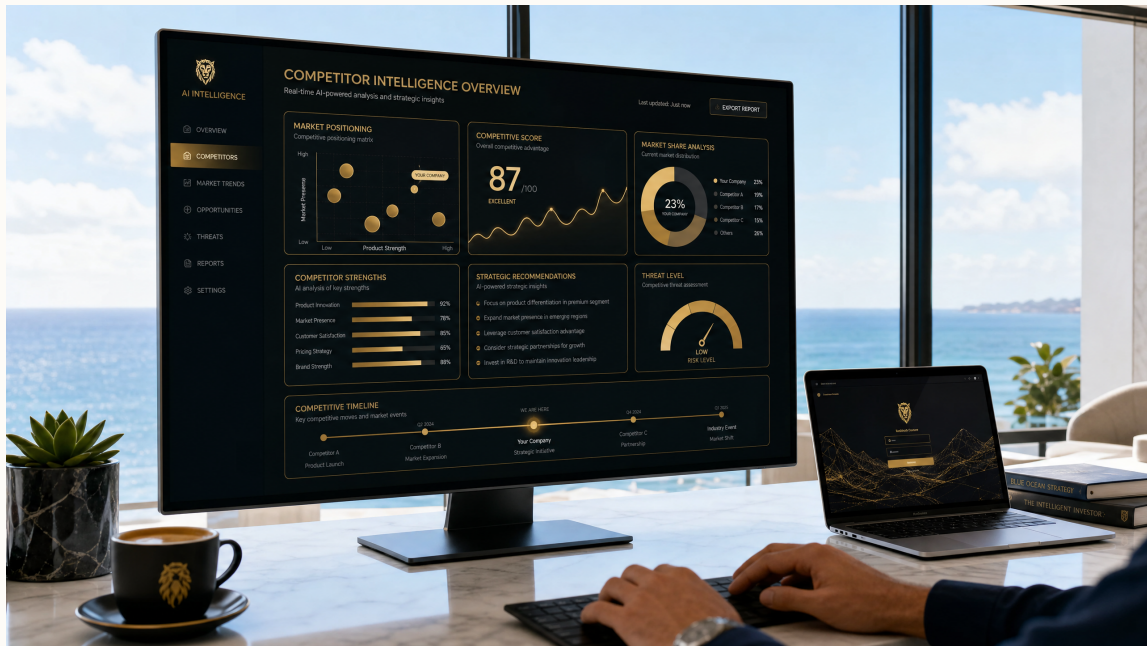 AI INTELLIGENCE
OVERVIEW
COMPETITORS
MARKET TRENDS
OPPORTUNITIES
THREATS
REPORTS
SETTINGS
COMPETITOR INTELLIGENCE OVERVIEW
Real-time AI-powered analysis and strategic insights
Last updated: Just now
EXPORT REPORT
MARKET POSITIONING
Competitive positioning matrix
High
Market Presence
Low
YOUR COMPANY
Low
Product Strength
High
COMPETITIVE SCORE
Overall competitive advantage
87/100
EXCELLENT
MARKET SHARE ANALYSIS
Current market distribution
23%
YOUR COMPANY
Your Company 23%
Competitor A 19%
Competitor B 17%
Competitor C 15%
Others 26%
COMPETITOR STRENGTHS
AI analysis of key strengths
Product Innovation 92%
Market Presence 78%
Customer Satisfaction 85%
Pricing Strategy 65%
Brand Strength 88%
STRATEGIC RECOMMENDATIONS
AI-powered strategic insights
Focus on product differentiation in premium segment
Expand market presence in emerging regions
Leverage customer satisfaction advantage
Consider strategic partnerships for growth
Invest in R&D to maintain innovation leadership
THREAT LEVEL
Competitive threat assessment
LOW
RISK LEVEL
COMPETITIVE TIMELINE
Key competitive moves and market events
Competitor A
Product Launch
Q2 2024
Competitor B
Market Expansion
WE ARE HERE
Your Company
Strategic Initiative
Q4 2024
Competitor C
Partnership
2025
Industry Event
Market Shift
BLUE OCEAN STRATEGY
THE INTELLIGENT INVESTOR